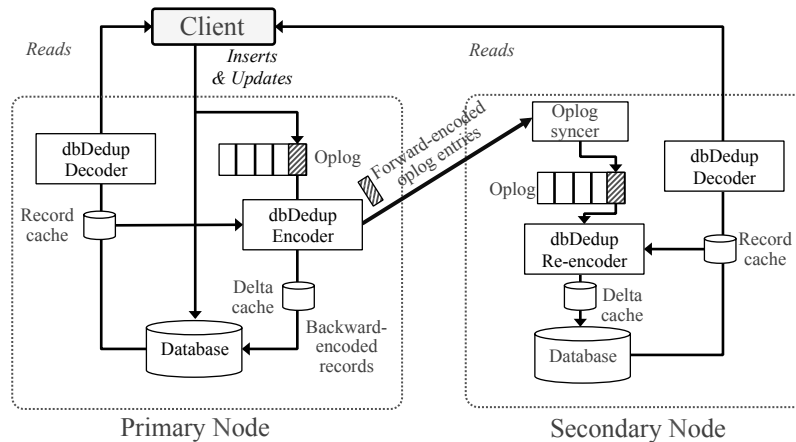 Client
Reads
Inserts
& Updates
Reads
dbDedup
Decoder
Oplog
Forward-encoded
oplog entries
Oplog
syncer
dbDedup
Decoder
Oplog
Record
cache
dbDedup
Encoder
dbDedup
Re-encoder
Record
cache
Delta
cache
Delta
cache
Database
Backward-
encoded
records
Database
Primary Node
Secondary Node